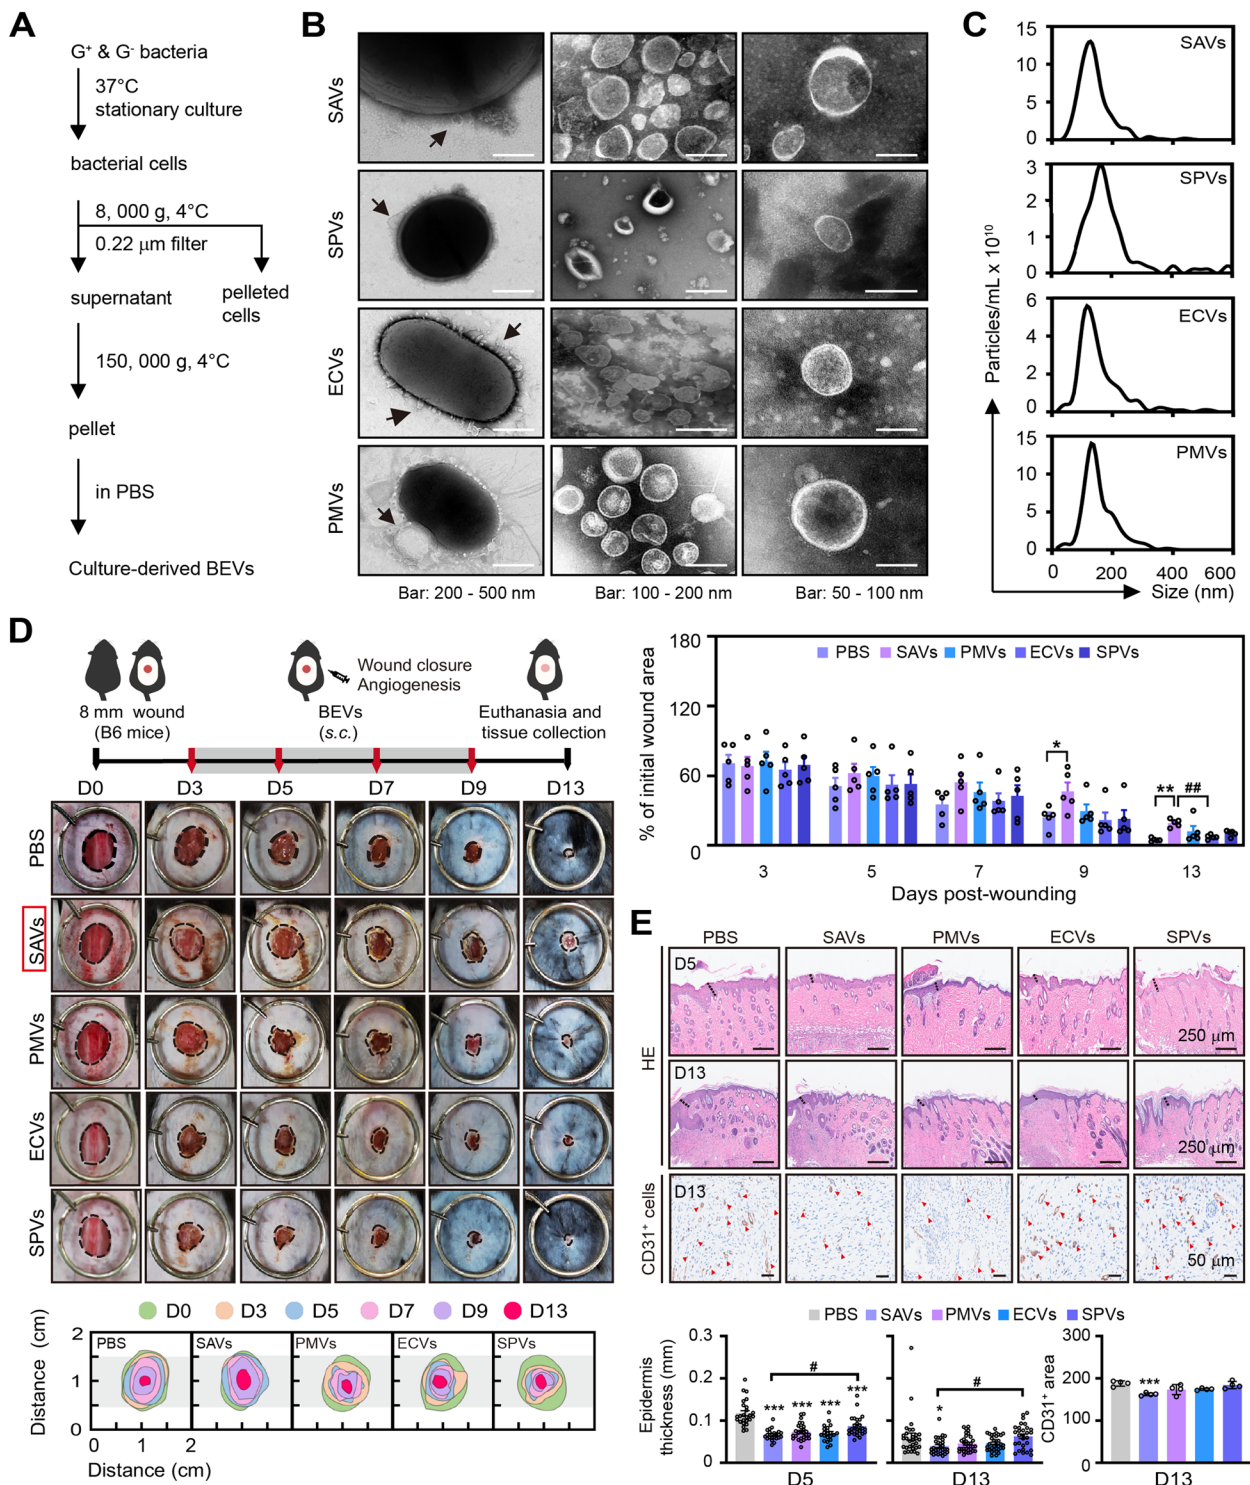 A
G⁺ & G⁻ bacteria
37°C
stationary culture
bacterial cells
8, 000 g, 4°C
0.22 μm filter
supernatant
pelleted
cells
150, 000 g, 4°C
pellet
in PBS
Culture-derived BEVs
B
SAVs
SPVs
ECVs
PMVs
Bar: 200 - 500 nm
Bar: 100 - 200 nm
Bar: 50 - 100 nm
C
Particles/mL x 10¹⁰
15
10
5
0
SAVs
3
2
1
0
SPVs
6
4
2
0
ECVs
15
10
5
0
PMVs
0 200 400 600
Size (nm)
D
8 mm wound
(B6 mice)
Wound closure
Angiogenesis
BEVs
(s.c.)
Euthanasia and
tissue collection
D0 D3 D5 D7 D9 D13
PBS
SAVs
PMVs
ECVs
SPVs
D0 D3 D5 D7 D9 D13
Distance (cm)
2
1
0
PBS SAVs PMVs ECVs SPVs
0 1 2
Distance (cm)
% of initial wound area
180
120
60
0
PBS SAVs PMVs ECVs SPVs
*
** ##
3 5 7 9 13
Days post-wounding
E
PBS SAVs PMVs ECVs SPVs
HE
D5
250 μm
D13
250 μm
CD31⁺ cells
D13
50 μm
PBS SAVs PMVs ECVs SPVs
Epidermis
thickness (mm)
0.3
0.2
0.1
0
#
*** *** *** ***
D5
#
*
D13
CD31⁺ area
300
200
100
0
***
D13